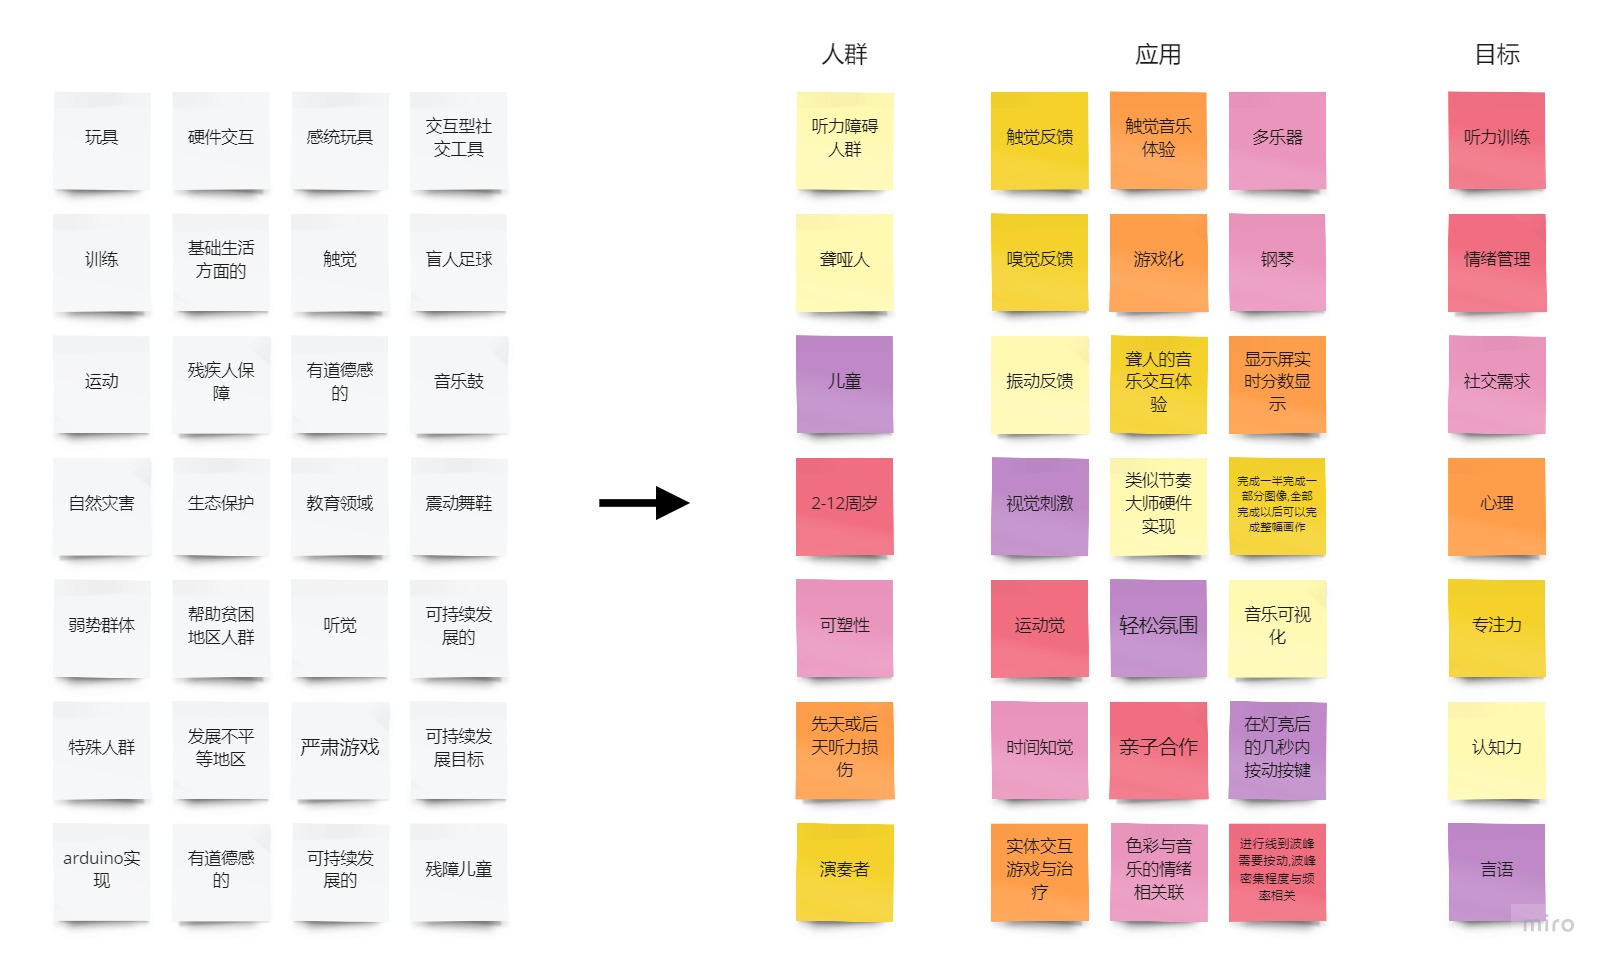 人群
应用
目标
玩具
硬件交互
感统玩具
交互型社
交工具
训练
基础生活
方面的
触觉
盲人足球
运动
残疾人保
障
有道德感
的
音乐鼓
自然灾害
生态保护
教育领域
震动舞鞋
弱势群体
帮助贫困
地区人群
听觉
可持续发
展的
特殊人群
发展不平
等地区
严肃游戏
可持续发
展目标
arduino实
现
有道德感
的
可持续发
展的
残障儿童
听力障碍
人群
聋哑人
儿童
2-12周岁
可塑性
先天或后
天听力损
伤
演奏者
触觉反馈
触觉音乐
体验
多乐器
嗅觉反馈
游戏化
钢琴
振动反馈
聋人的音
乐交互体
验
显示屏实
时分数显
示
视觉刺激
类似节奏
大师硬件
实现
完成一半完成一
部分图像,全部
完成以后可以完
成整幅画作
运动觉
轻松氛围
音乐可视
化
时间知觉
亲子合作
在灯亮后
的几秒内
按动按键
实体交互
游戏与治
疗
色彩与音
乐的情绪
相关联
进行线到波峰
需要按动,波峰
密集程度与频
率相关
听力训练
情绪管理
社交需求
心理
专注力
认知力
言语
miro